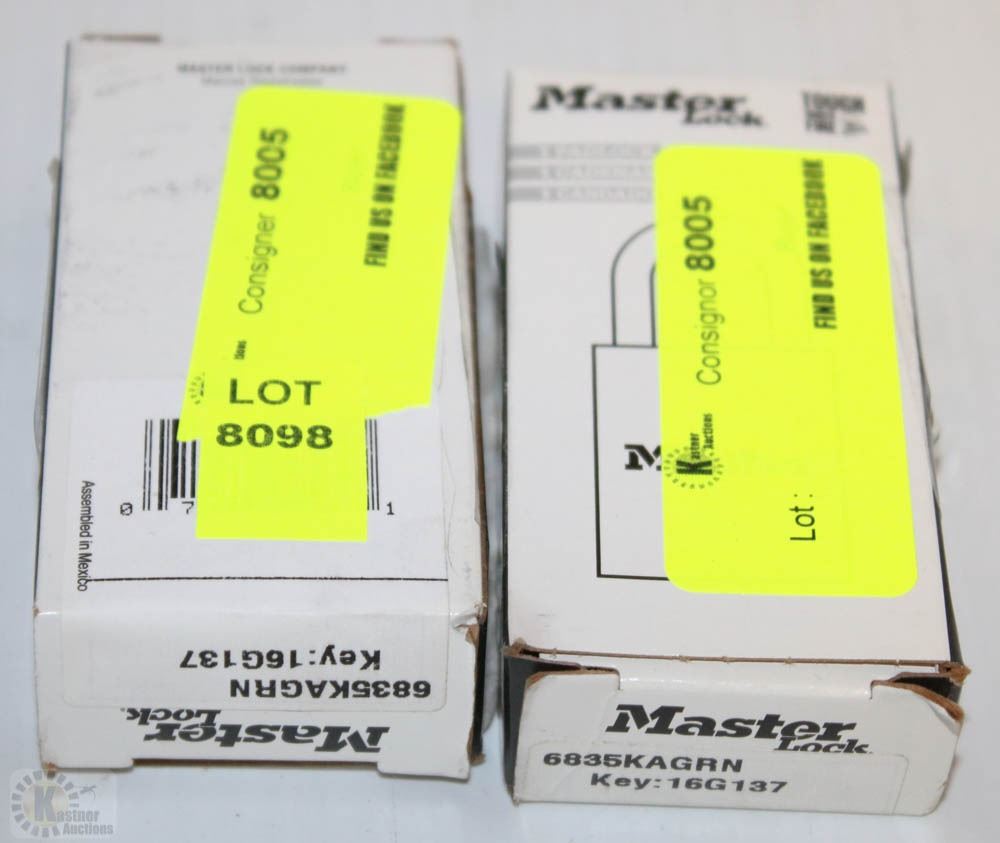 MASTER LOCK COMPANY
Consigner 8005
FIND US ON FACEBOOK
tions
LOT
8098
0 7 1
Assembled in Mexico
Key:16G137
6835KAGRN
Master
Lock
Master
Lock
TOUGH
Consignor 8005
FIND US ON FACEBOOK
Kastner
Auctions
Lot :
M
Master
Lock
6835KAGRN
Key:16G137
Kastner
Auctions